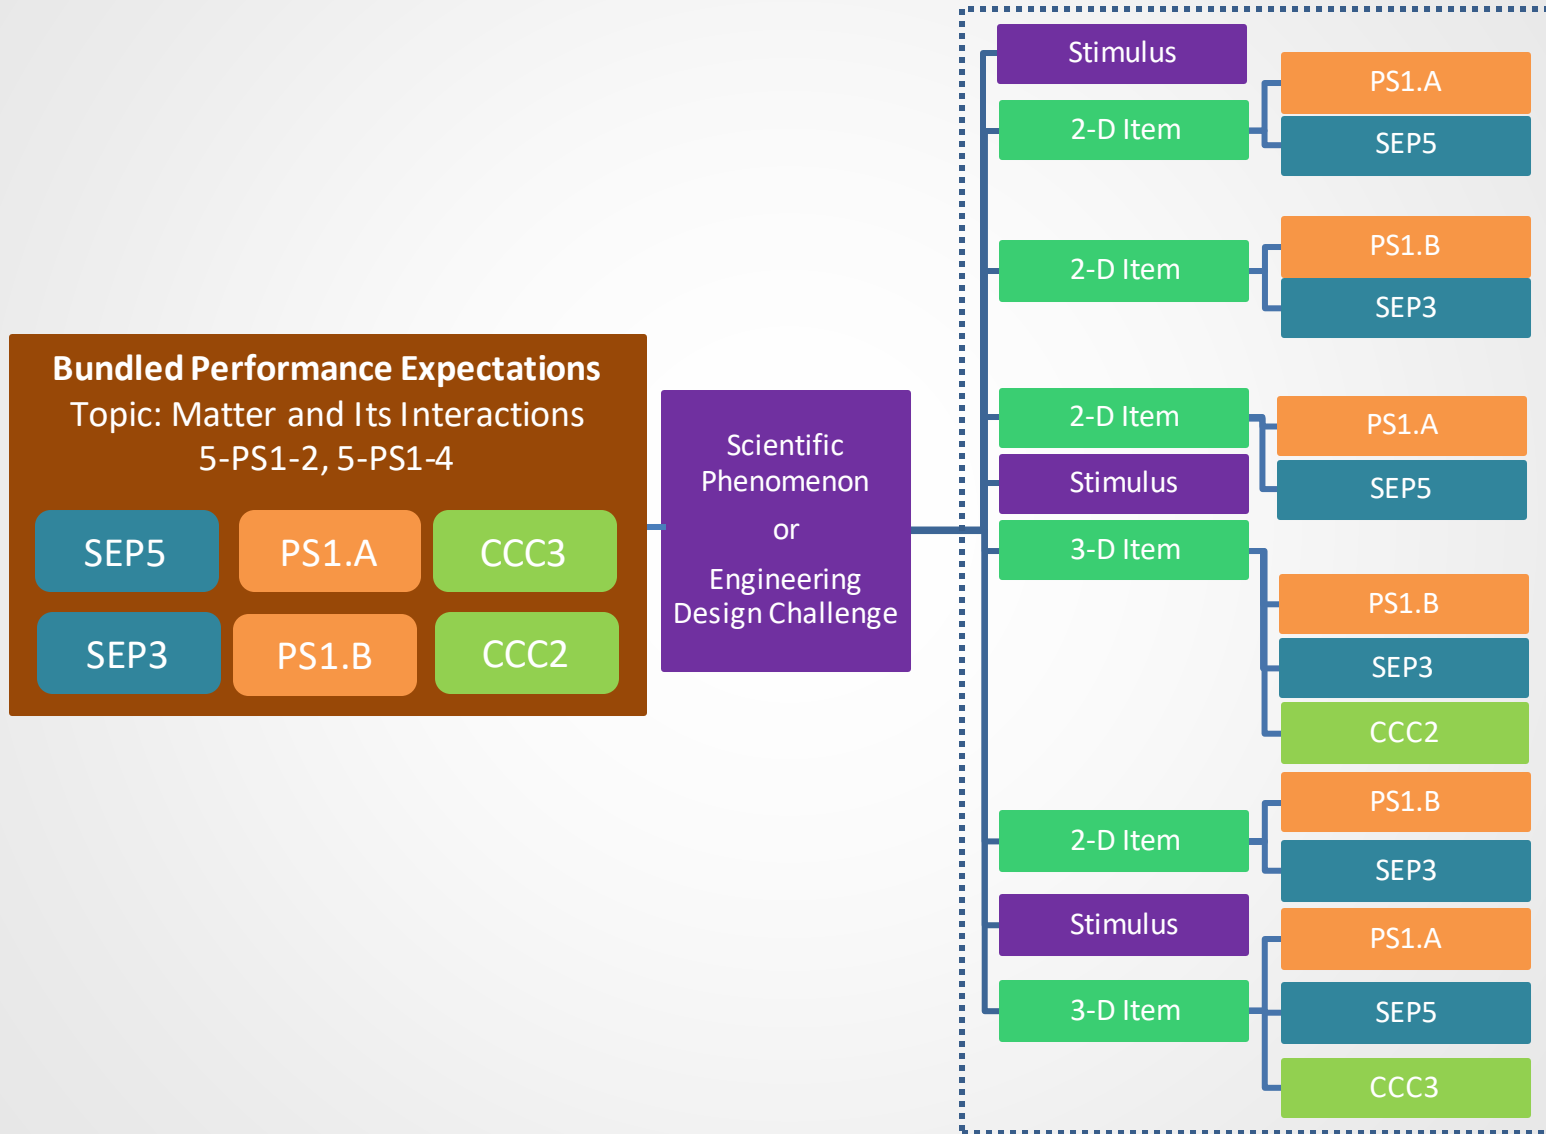 Bundled Performance Expectations
Topic: Matter and Its Interactions
5-PS1-2, 5-PS1-4
SEP5
PS1.A
CCC3
SEP3
PS1.B
CCC2
Scientific
Phenomenon
or
Engineering
Design Challenge
Stimulus
2-D Item
PS1.A
SEP5
2-D Item
PS1.B
SEP3
2-D Item
PS1.A
SEP5
Stimulus
3-D Item
PS1.B
SEP3
CCC2
2-D Item
PS1.B
SEP3
Stimulus
3-D Item
PS1.A
SEP5
CCC3